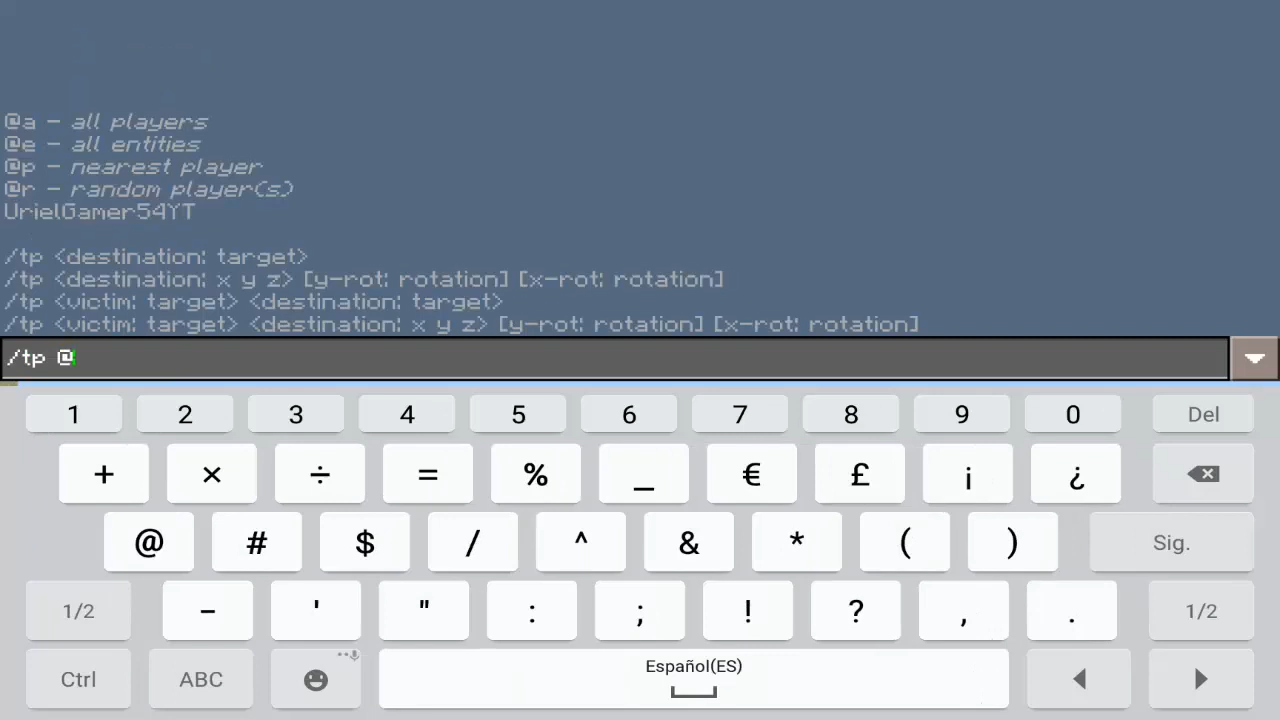 @a - all players
@e - all entities
@p - nearest player
@r - random player(s)
UrielGamer54YT
/tp <destination: target>
/tp <destination: x y z> [y-rot: rotation] [x-rot: rotation]
/tp <victim: target> <destination: target>
/tp <victim: target> <destination: x y z> [y-rot: rotation] [x-rot: rotation]
/tp @
1 2 3 4 5 6 7 8 9 0 Del
+ × ÷ = % _ € £ ¡ ¿
@ # $ / ^ & * ( ) Sig.
1/2 - ' " : ; ! ? , . 1/2
Ctrl ABC Español(ES)